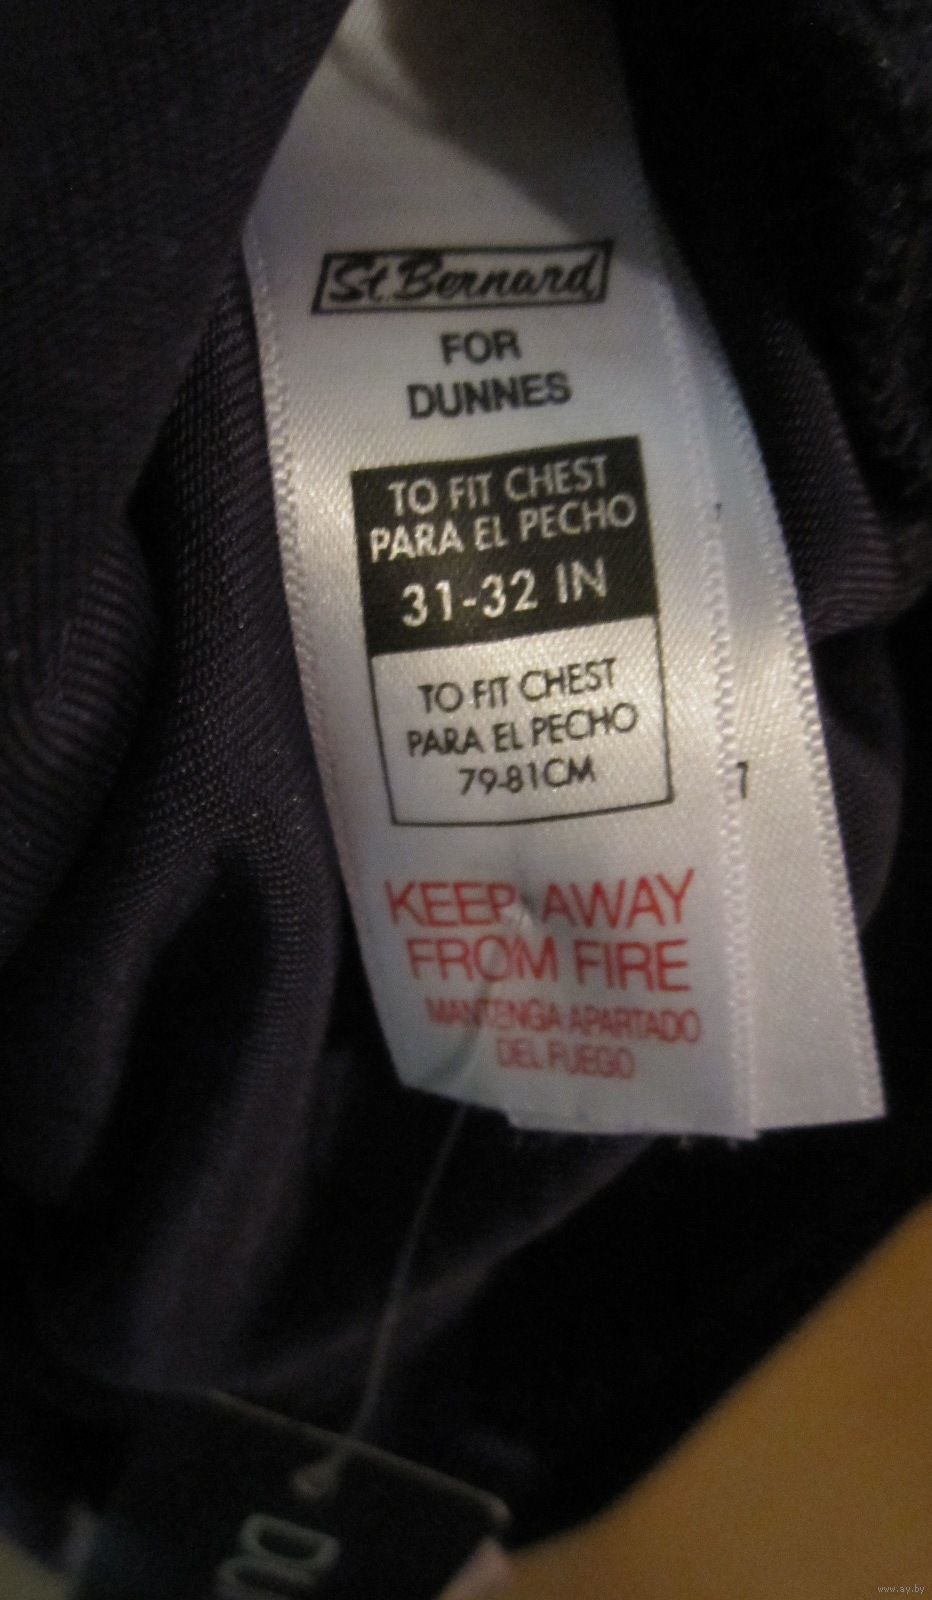 St. Bernard
FOR
DUNNES
TO FIT CHEST
PARA EL PECHO
31-32 IN
TO FIT CHEST
PARA EL PECHO
79-81CM
KEEP AWAY
FROM FIRE
MANTENGA APARTADO
DEL FUEGO
www.ay.by